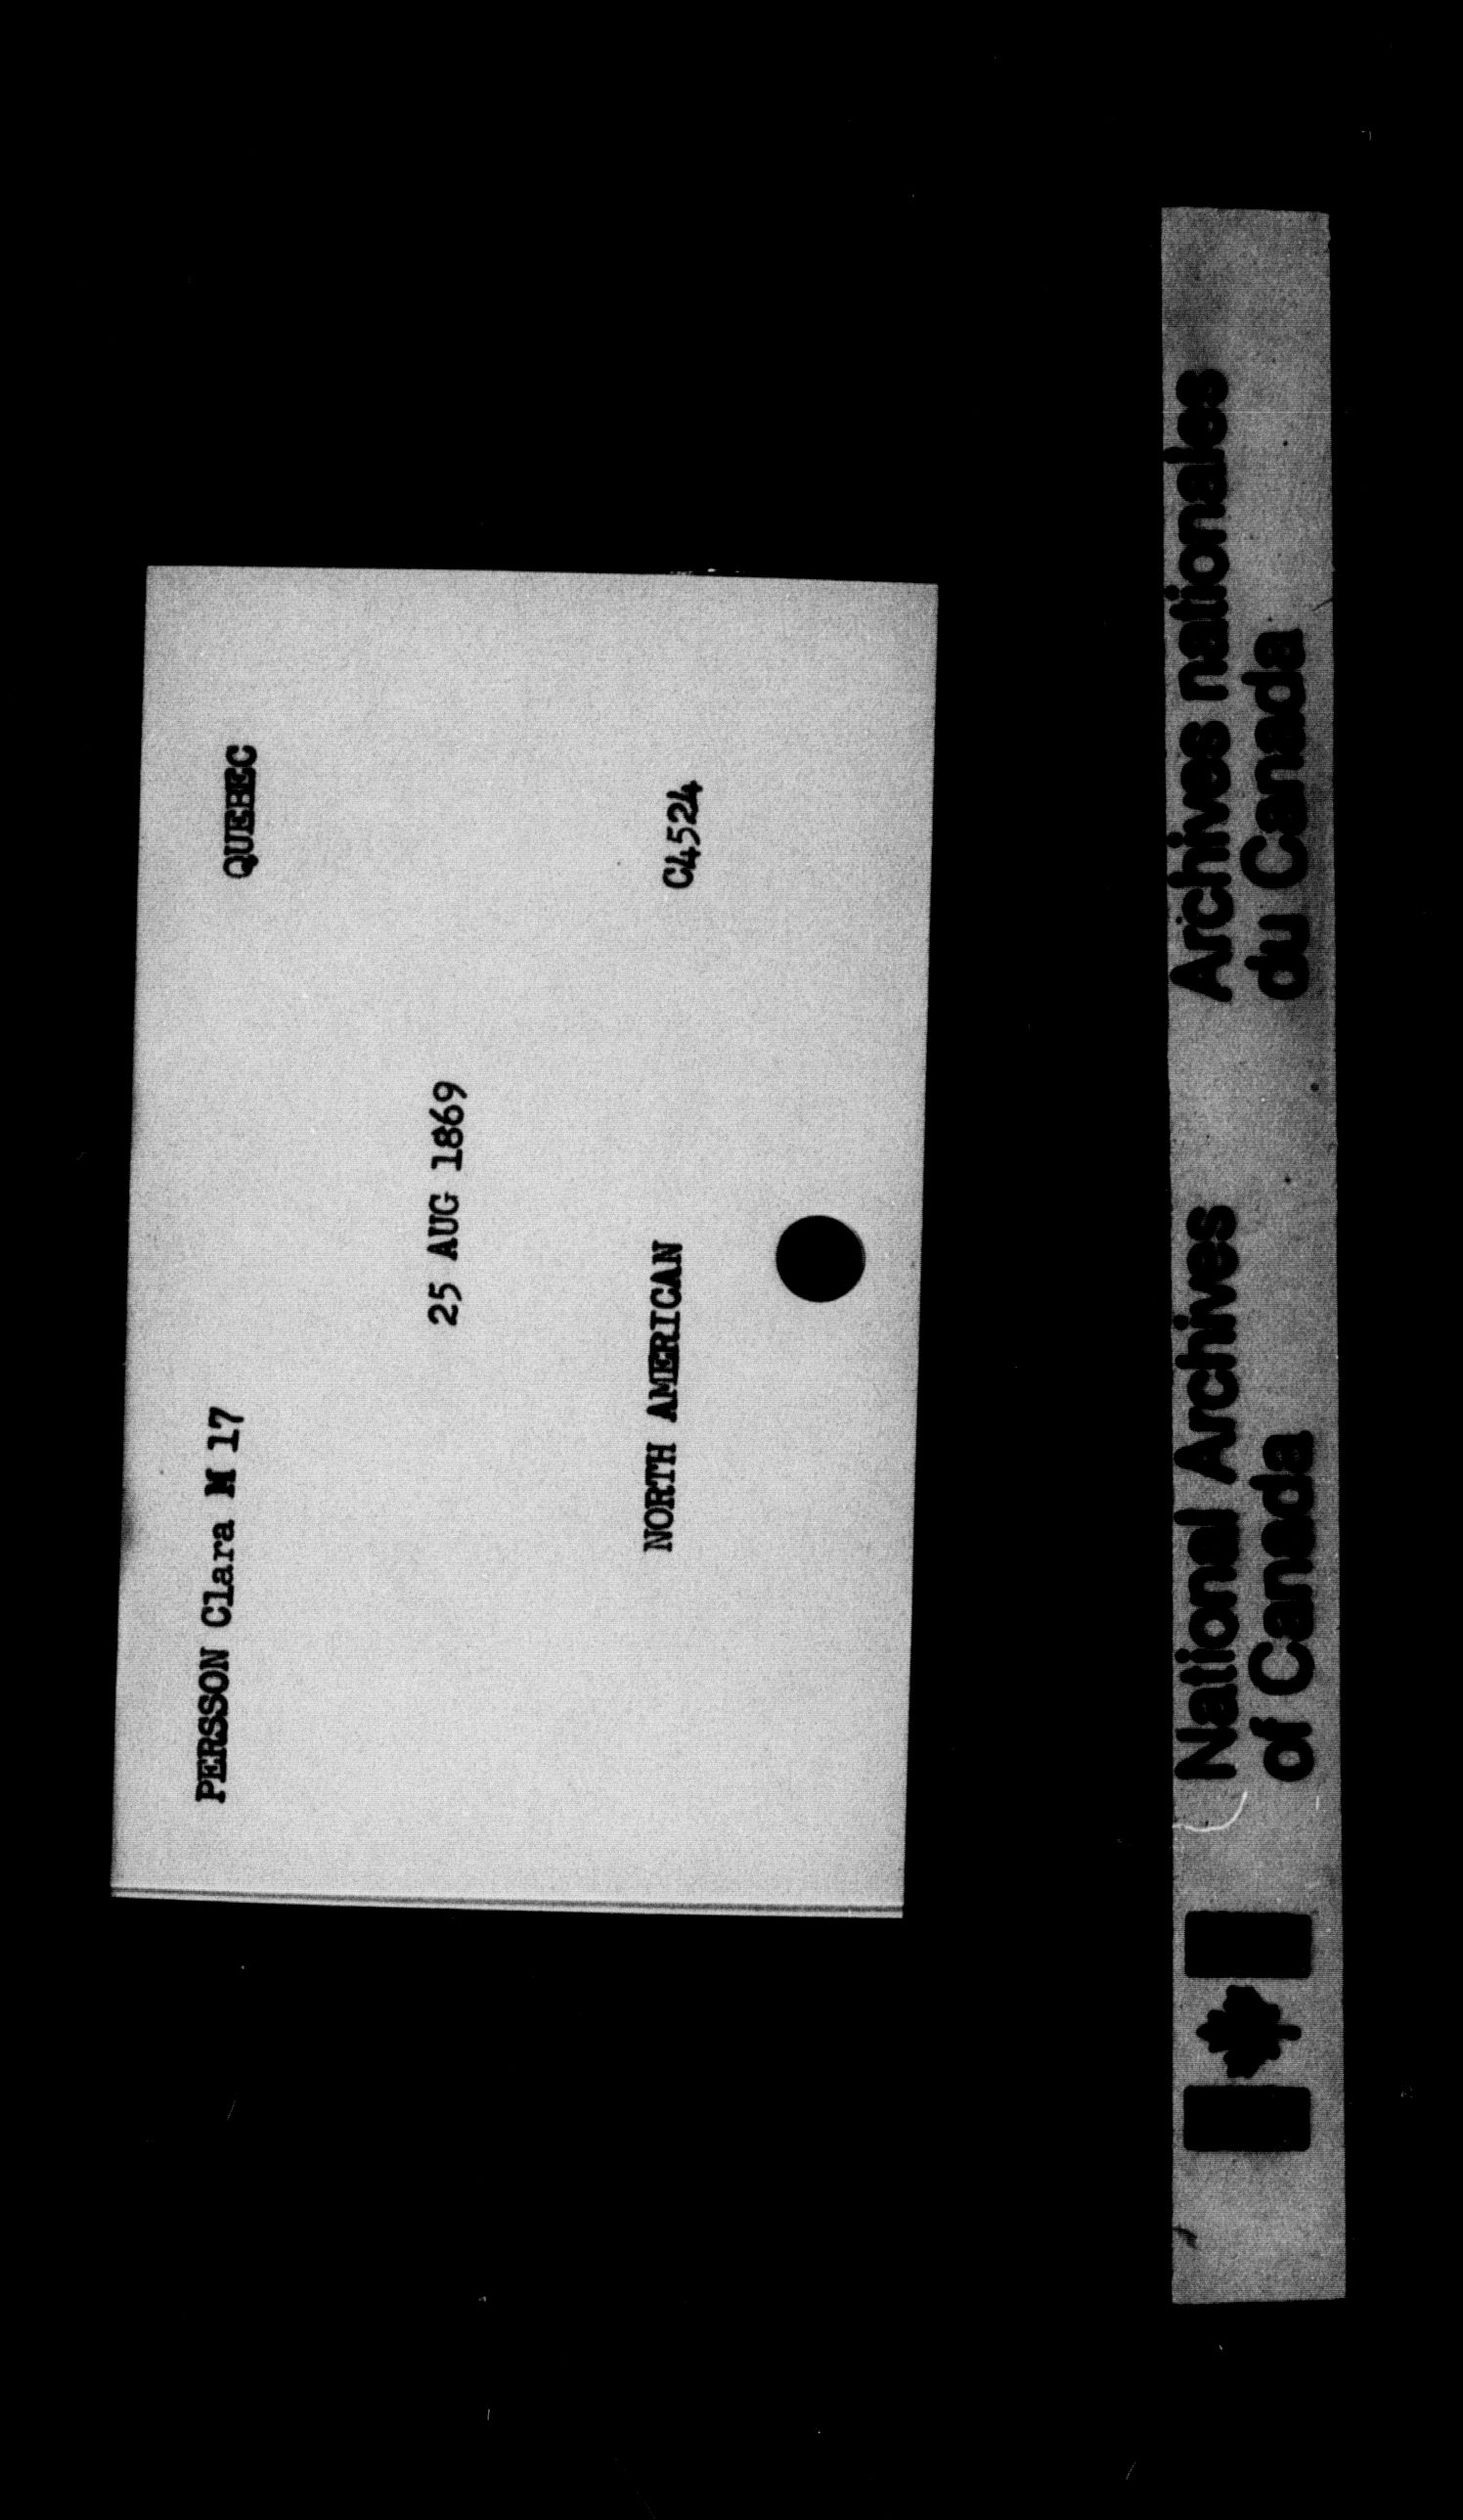 PERSSON Clara M 17
QUEBEC
25 AUG 1869
NORTH AMERICAN
C4524
National Archives
of Canada
Archives nationales
du Canada